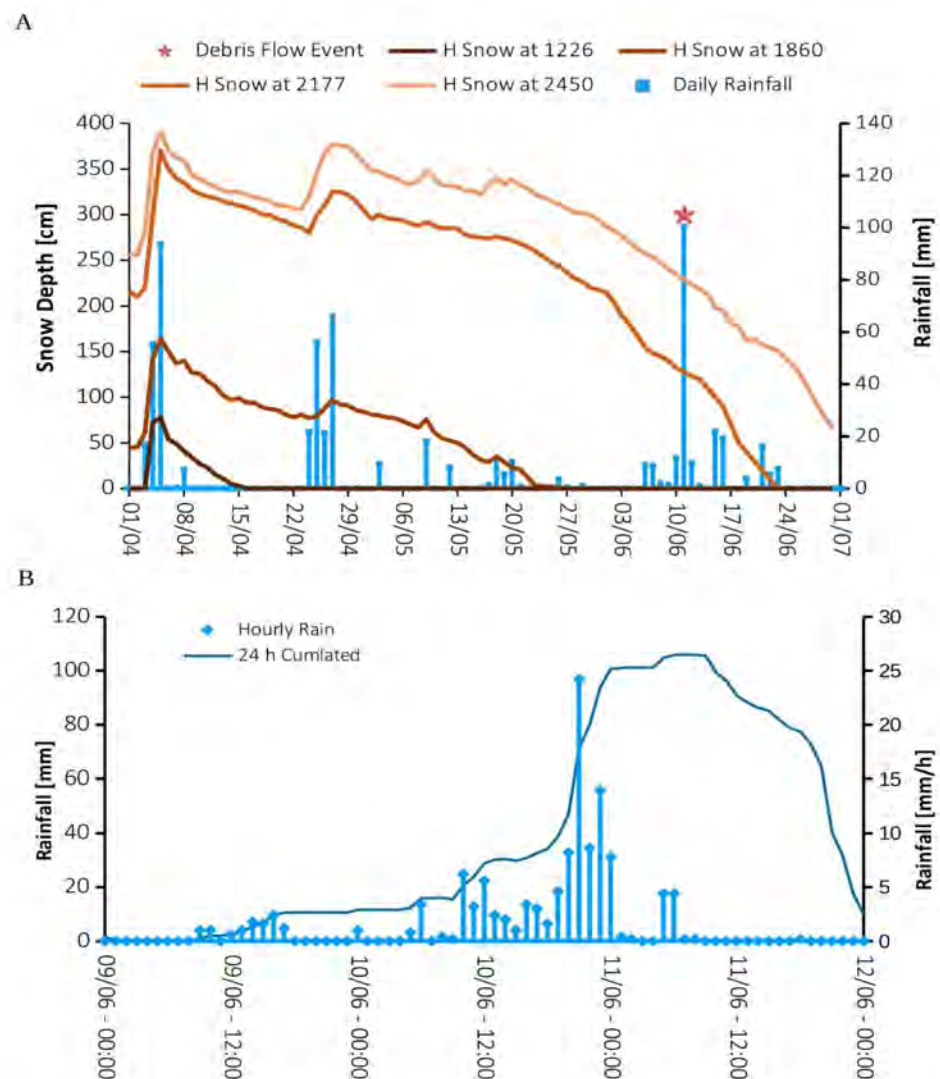 A
Debris Flow Event H Snow at 1226 H Snow at 1860
H Snow at 2177 H Snow at 2450 Daily Rainfall
400 140
350 120
300 100
250 80
200 60
150 40
100 20
50 0
0
Snow Depth [cm]
Rainfall [mm]
01/04 08/04 15/04 22/04 29/04 06/05 13/05 20/05 27/05 03/06 10/06 17/06 24/06 01/07
B
Hourly Rain
24 h Cumlated
120 30
100 25
80 20
60 15
40 10
20 5
0 0
Rainfall [mm]
Rainfall [mm/h]
09/06 - 00:00 09/06 - 12:00 10/06 - 00:00 10/06 - 12:00 11/06 - 00:00 11/06 - 12:00 12/06 - 00:00